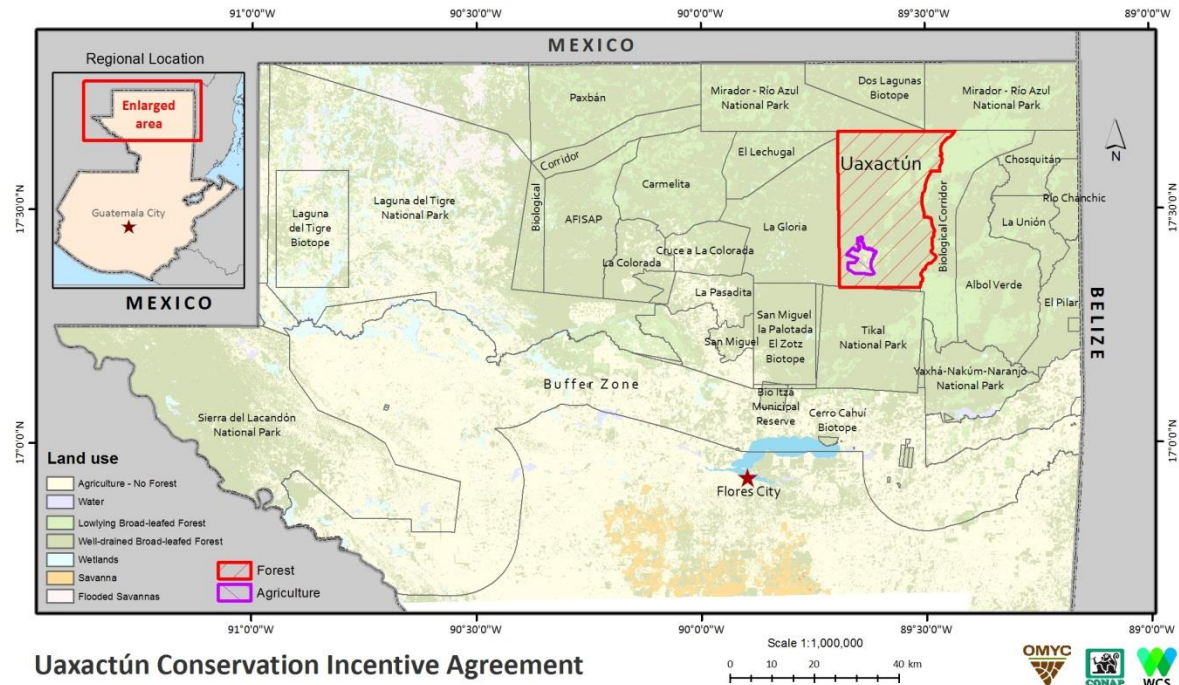 91°0'0"W
90°30'0"W
90°0'0"W
89°30'0"W
89°0'0"W
MEXICO
Regional Location
Enlarged
area
Guatemala City
MEXICO
BELIZE
N
17°30'0"N
17°0'0"N
17°30'0"N
17°0'0"N
Paxbán
Mirador - Río Azul
National Park
Dos Lagunas
Biotope
Mirador - Río Azul
National Park
Corridor
Biological
El Lechugal
Uaxactún
Chosquitán
Río Chanchic
Carmelita
Laguna
del Tigre
Biotope
Laguna del Tigre
National Park
AFISAP
La Gloria
Biological Corridor
La Unión
Cruce a La Colorada
La Colorada
La Pasadita
Albol Verde
El Pilar
San Miguel
San Miguel
la Palotada
El Zotz
Biotope
Tikal
National Park
Yaxhá-Nakúm-Naranjo
National Park
Buffer Zone
Bio Itzá
Municipal
Reserve
Cerro Cahuí
Biotope
Sierra del Lacandón
National Park
Flores City
Land use
Agriculture - No Forest
Water
Lowlying Broad-leafed Forest
Well-drained Broad-leafed Forest
Wetlands
Savanna
Flooded Savannas
Forest
Agriculture
91°0'0"W
90°30'0"W
90°0'0"W
89°30'0"W
89°0'0"W
Uaxactún Conservation Incentive Agreement
Scale 1:1,000,000
0 10 20 40 km
OMYC
CONAP
WCS